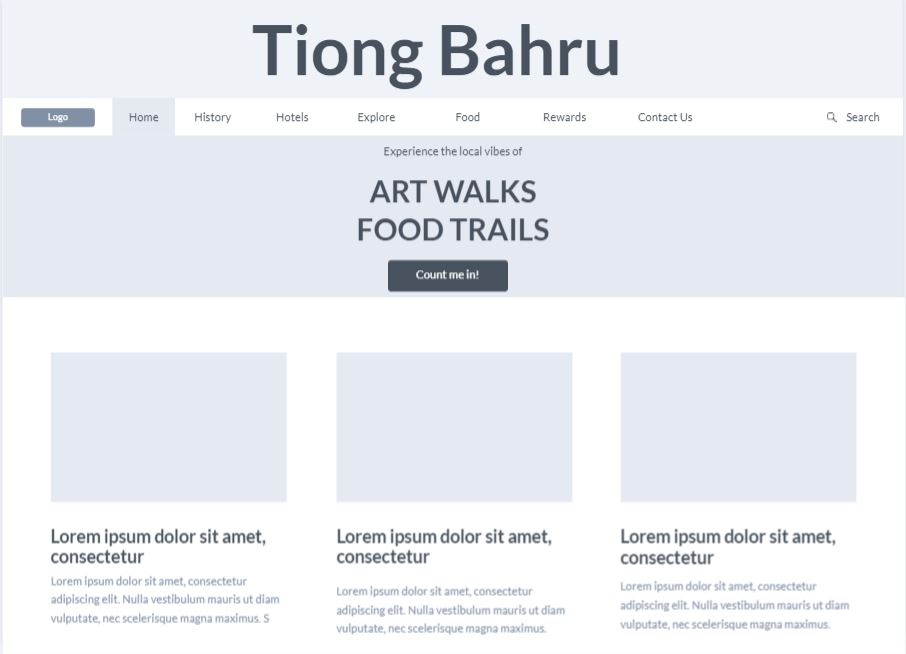 Tiong Bahru
Logo Home History Hotels Explore Food Rewards Contact Us Search
Experience the local vibes of
ART WALKS
FOOD TRAILS
Count me in!
Lorem ipsum dolor sit amet,
consectetur
Lorem ipsum dolor sit amet, consectetur
adipiscing elit. Nulla vestibulum mauris ut diam
vulputate, nec scelerisque magna maximus. S
Lorem ipsum dolor sit amet,
consectetur
Lorem ipsum dolor sit amet, consectetur
adipiscing elit. Nulla vestibulum mauris ut diam
vulputate, nec scelerisque magna maximus.
Lorem ipsum dolor sit amet,
consectetur
Lorem ipsum dolor sit amet, consectetur
adipiscing elit. Nulla vestibulum mauris ut diam
vulputate, nec scelerisque magna maximus.